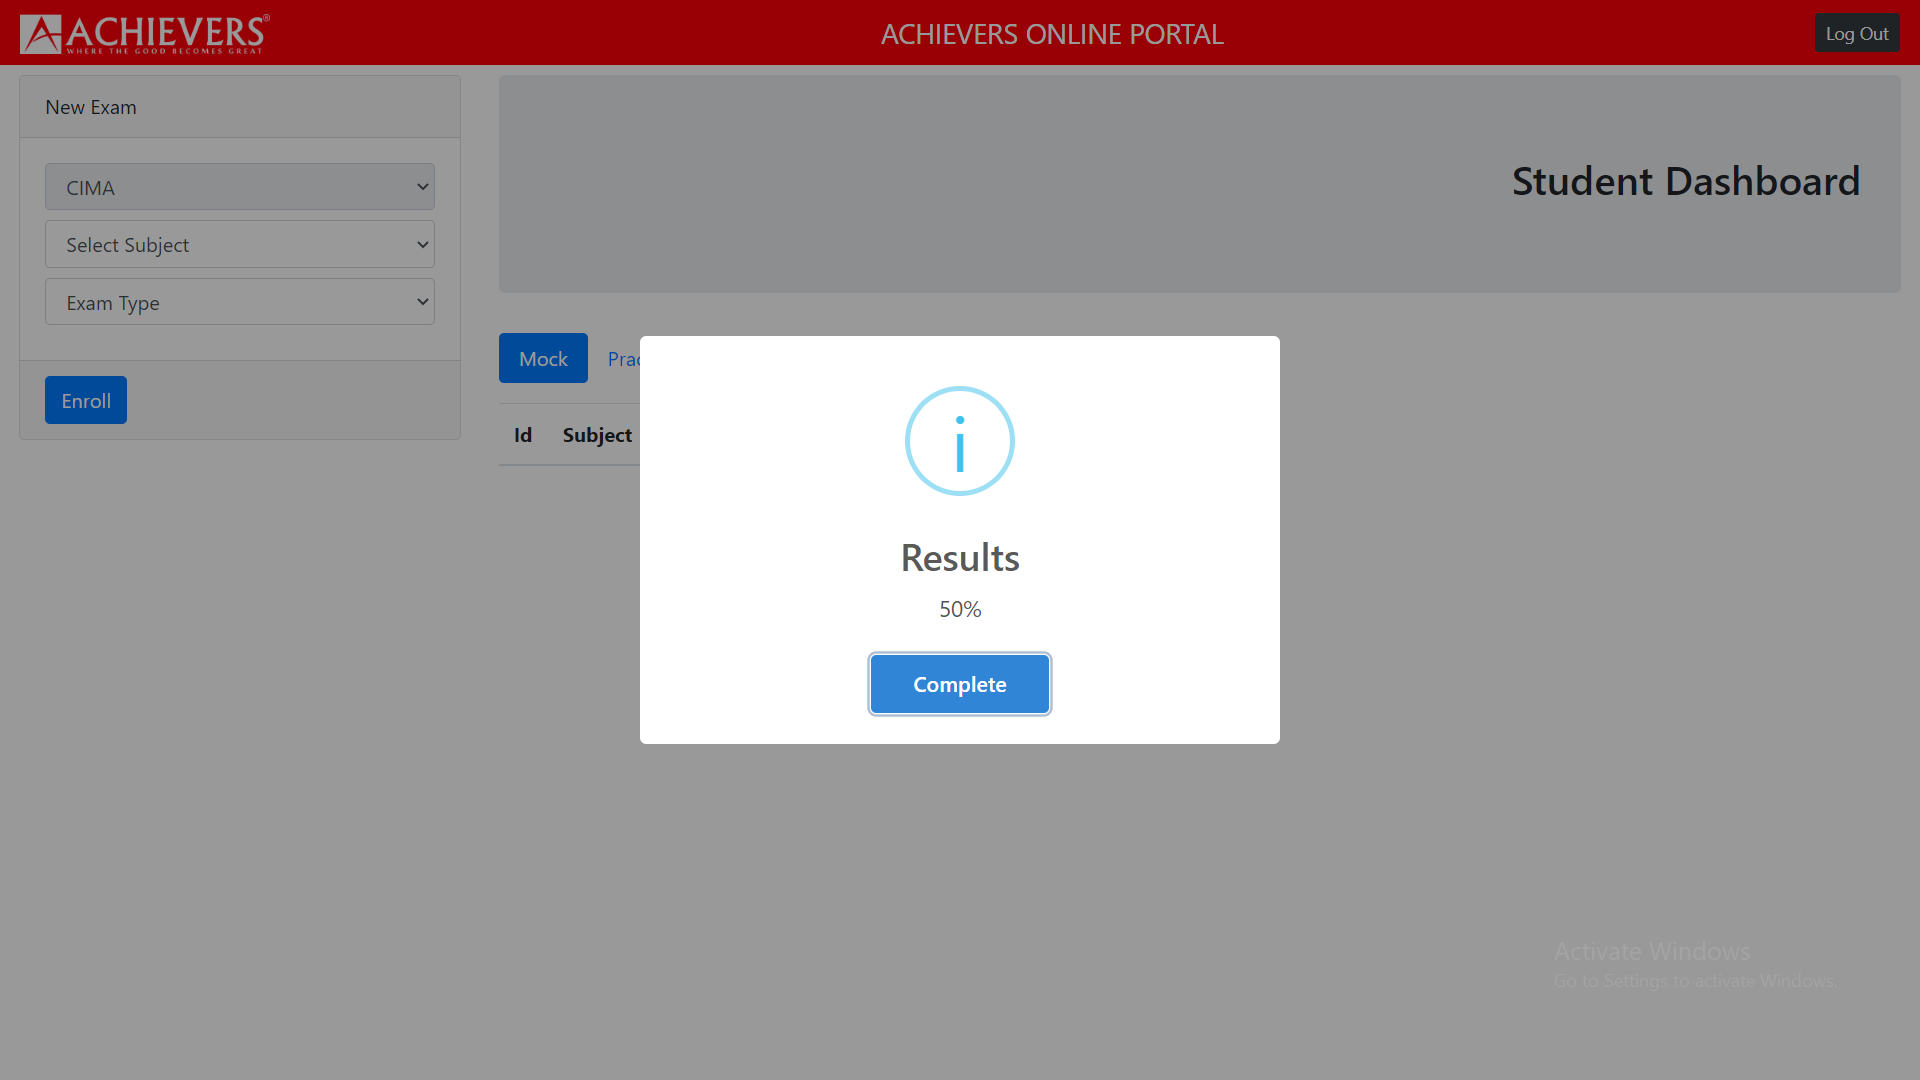 ACHIEVERS®
WHERE THE GOOD BECOMES GREAT
ACHIEVERS ONLINE PORTAL
Log Out
New Exam
CIMA
Select Subject
Exam Type
Enroll
Student Dashboard
Mock
Id Subject
i
Results
50%
Complete
Activate Windows
Go to Settings to activate Windows.